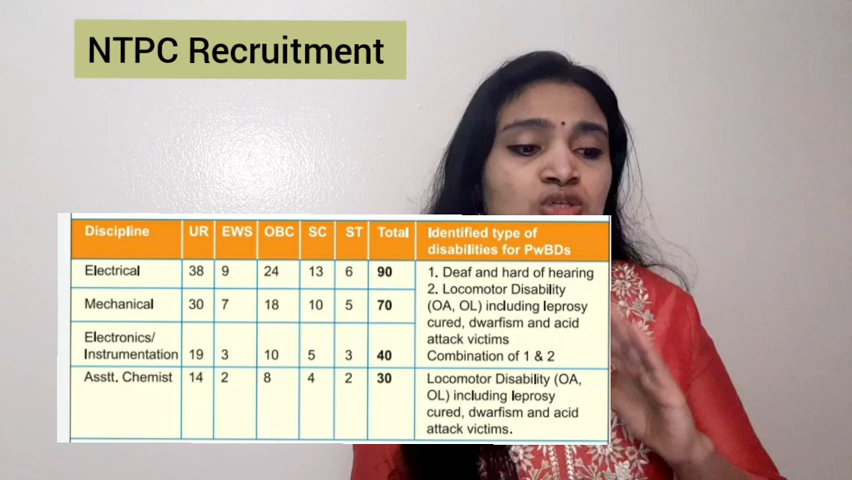 NTPC Recruitment
Discipline UR EWS OBC SC ST Total Identified type of
disabilities for PwBDs
Electrical 38 9 24 13 6 90 1. Deaf and hard of hearing
2. Locomotor Disability
Mechanical 30 7 18 10 5 70 (OA, OL) including leprosy
cured, dwarfism and acid
attack victims
Electronics/
Instrumentation 19 3 10 5 3 40 Combination of 1 & 2
Asstt. Chemist 14 2 8 4 2 30 Locomotor Disability (OA,
OL) including leprosy
cured, dwarfism and acid
attack victims.